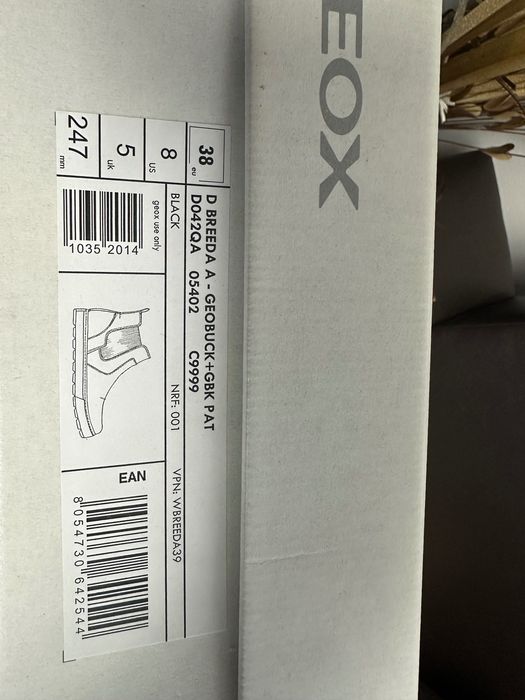 EOX
38 eu
8 US
5 uk
247 mm
D BREEDA A - GEOBUCK+GBK PAT
D042QA 05402 C9999
BLACK NRF: 001 VPN: WBREEDA39
geox use only
1035 2014
EAN
8 054730 642544